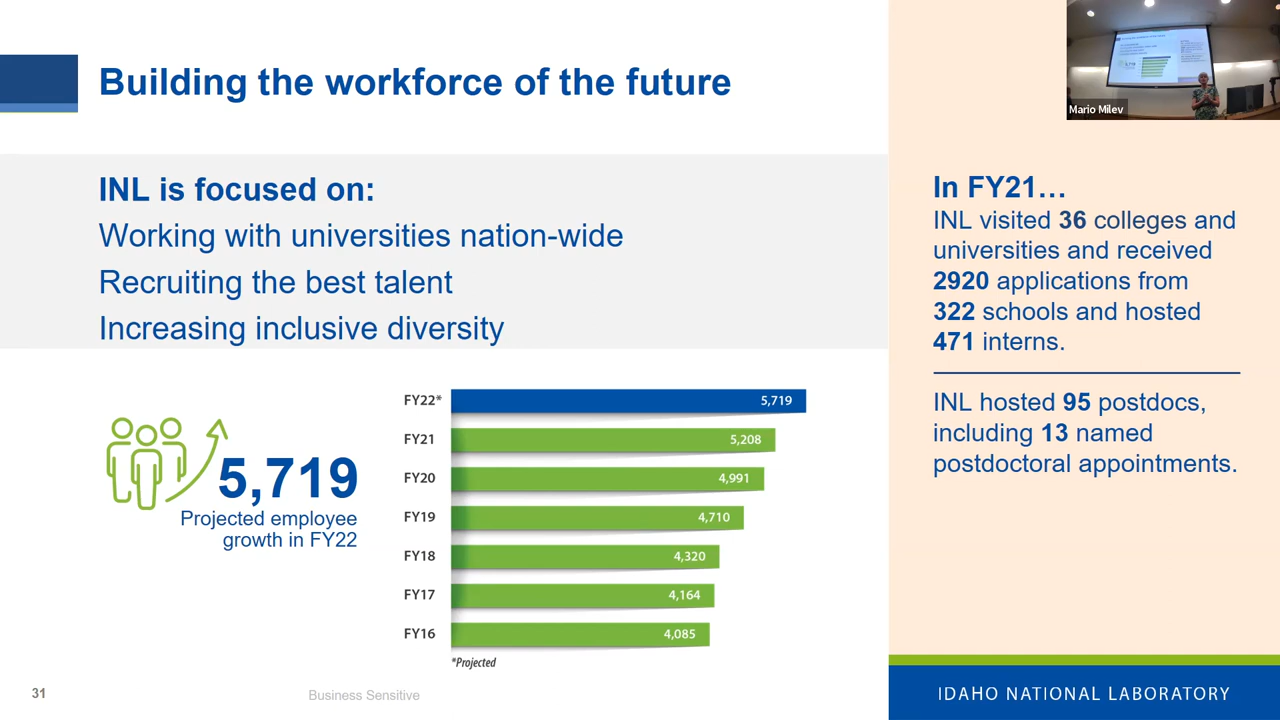 Building the workforce of the future
INL is focused on:
Working with universities nation-wide
Recruiting the best talent
Increasing inclusive diversity
5,719
Projected employee
growth in FY22
FY22* 5,719
FY21 5,208
FY20 4,991
FY19 4,710
FY18 4,320
FY17 4,164
FY16 4,085
*Projected
Mario Milev
In FY21…
INL visited 36 colleges and
universities and received
2920 applications from
322 schools and hosted
471 interns.
INL hosted 95 postdocs,
including 13 named
postdoctoral appointments.
31
Business Sensitive
IDAHO NATIONAL LABORATORY